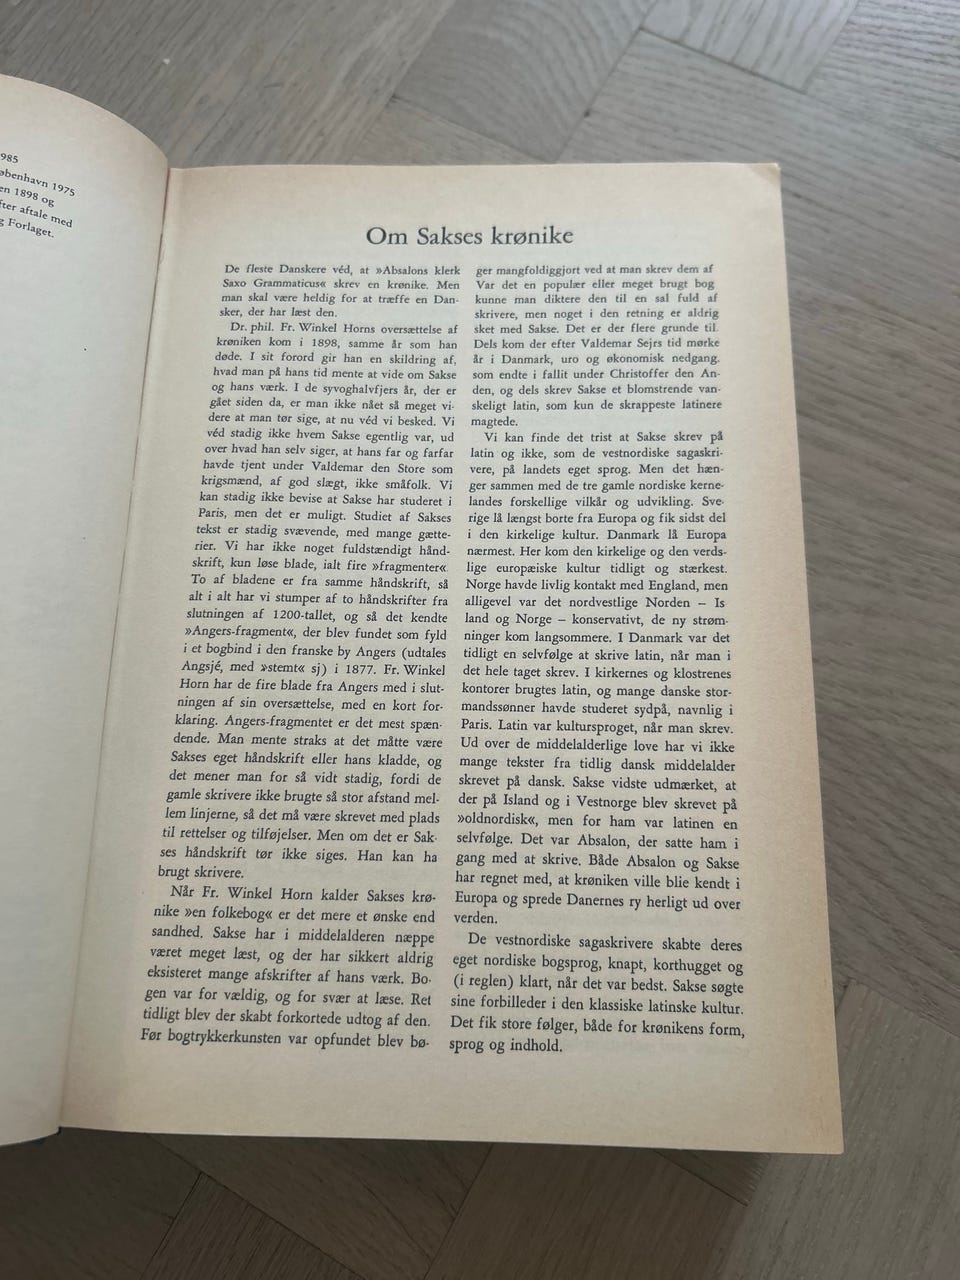 985
øbenhavn 1975
en 1898 og
fter aftale med
g Forlaget.
Om Sakses krønike
De fleste Danskere véd, at »Absalons klerk
Saxo Grammaticus« skrev en krønike. Men
man skal være heldig for at træffe en Dan-
sker, der har læst den.
Dr. phil. Fr. Winkel Horns oversættelse af
krøniken kom i 1898, samme år som han
døde. I sit forord gir han en skildring af,
hvad man på hans tid mente at vide om Sakse
og hans værk. I de syvoghalvfjers år, der er
gået siden da, er man ikke nået så meget vi-
dere at man tør sige, at nu véd vi besked. Vi
véd stadig ikke hvem Sakse egentlig var, ud
over hvad han selv siger, at hans far og farfar
havde tjent under Valdemar den Store som
krigsmænd, af god slægt, ikke småfolk. Vi
kan stadig ikke bevise at Sakse har studeret i
Paris, men det er muligt. Studiet af Sakses
tekst er stadig svævende, med mange gætte-
rier. Vi har ikke noget fuldstændigt hånd-
skrift, kun løse blade, ialt fire »fragmenter«.
To af bladene er fra samme håndskrift, så
alt i alt har vi stumper af to håndskrifter fra
slutningen af 1200-tallet, og så det kendte
»Angers-fragment«, der blev fundet som fyld
i et bogbind i den franske by Angers (udtales
Angsjé, med »stemt« sj) i 1877. Fr. Winkel
Horn har de fire blade fra Angers med i slut-
ningen af sin oversættelse, med en kort for-
klaring. Angers-fragmentet er det mest spæn-
dende. Man mente straks at det måtte være
Sakses eget håndskrift eller hans kladde, og
det mener man for så vidt stadig, fordi de
gamle skrivere ikke brugte så stor afstand mel-
lem linjerne, så det må være skrevet med plads
til rettelser og tilføjelser. Men om det er Sak-
ses håndskrift tør ikke siges. Han kan ha
brugt skrivere.
Når Fr. Winkel Horn kalder Sakses krø-
nike »en folkebog« er det mere et ønske end
sandhed. Sakse har i middelalderen næppe
været meget læst, og der har sikkert aldrig
eksisteret mange afskrifter af hans værk. Bo-
gen var for vældig, og for svær at læse. Ret
tidligt blev der skabt forkortede udtog af den.
Før bogtrykkerkunsten var opfundet blev bø-
ger mangfoldiggjort ved at man skrev dem af
Var det en populær eller meget brugt bog
kunne man diktere den til en sal fuld af
skrivere, men noget i den retning er aldrig
sket med Sakse. Det er der flere grunde til.
Dels kom der efter Valdemar Sejrs tid mørke
år i Danmark, uro og økonomisk nedgang.
som endte i fallit under Christoffer den An-
den, og dels skrev Sakse et blomstrende van-
skeligt latin, som kun de skrappeste latinere
magtede.
Vi kan finde det trist at Sakse skrev på
latin og ikke, som de vestnordiske sagaskri-
vere, på landets eget sprog. Men det hæn-
ger sammen med de tre gamle nordiske kerne-
landes forskellige vilkår og udvikling. Sve-
rige lå længst borte fra Europa og fik sidst del
i den kirkelige kultur. Danmark lå Europa
nærmest. Her kom den kirkelige og den verds-
lige europæiske kultur tidligt og stærkest.
Norge havde livlig kontakt med England, men
alligevel var det nordvestlige Norden – Is
land og Norge – konservativt, de ny strøm-
ninger kom langsommere. I Danmark var det
tidligt en selvfølge at skrive latin, når man i
det hele taget skrev. I kirkernes og klostrenes
kontorer brugtes latin, og mange danske stor-
mandssønner havde studeret sydpå, navnlig i
Paris. Latin var kultursproget, når man skrev.
Ud over de middelalderlige love har vi ikke
mange tekster fra tidlig dansk middelalder
skrevet på dansk. Sakse vidste udmærket, at
der på Island og i Vestnorge blev skrevet på
»oldnordisk«, men for ham var latinen en
selvfølge. Det var Absalon, der satte ham i
gang med at skrive. Både Absalon og Sakse
har regnet med, at krøniken ville blie kendt i
Europa og sprede Danernes ry herligt ud over
verden.
De vestnordiske sagaskrivere skabte deres
eget nordiske bogsprog, knapt, korthugget og
(i reglen) klart, når det var bedst. Sakse søgte
sine forbilleder i den klassiske latinske kultur.
Det fik store følger, både for krønikens form,
sprog og indhold.